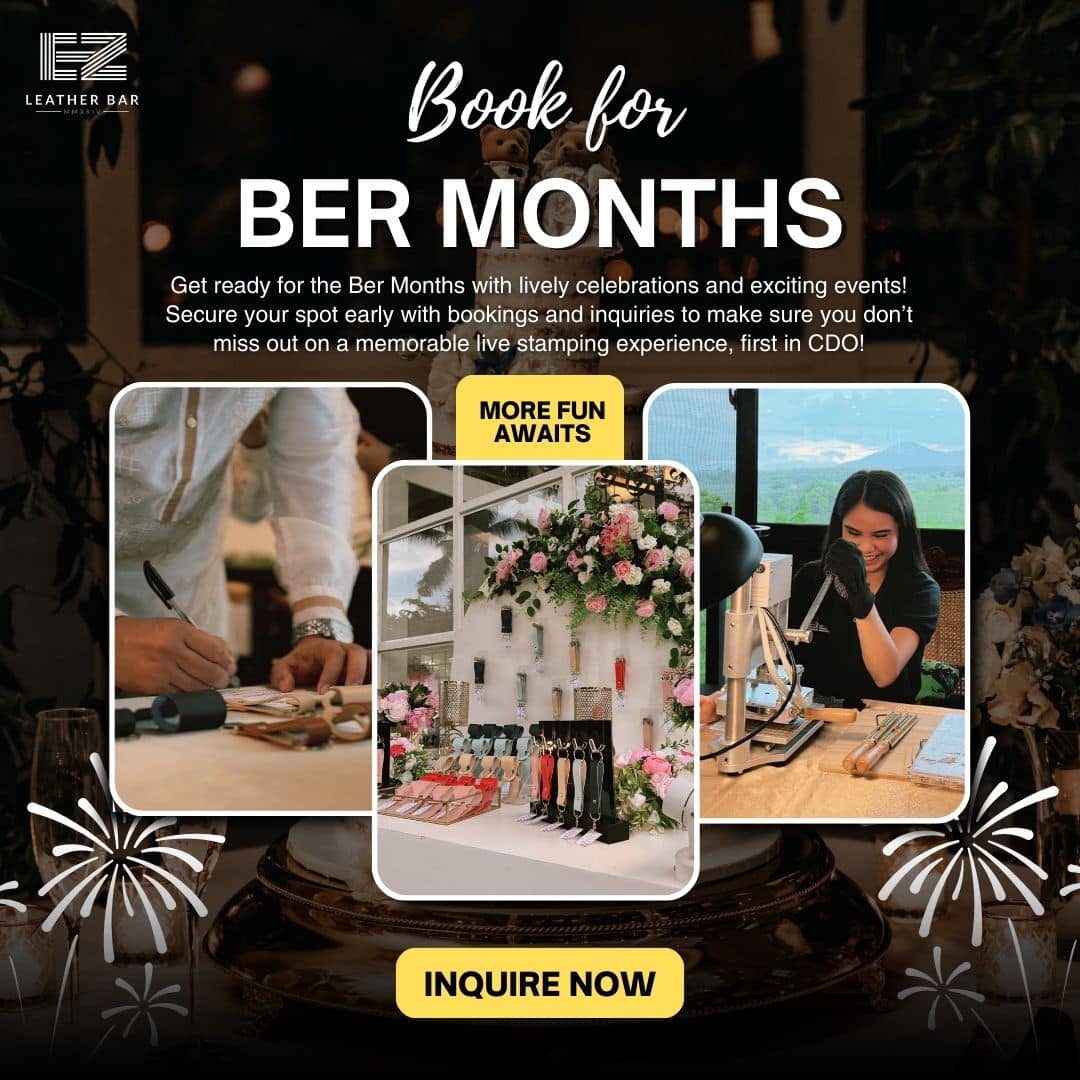 EZ
LEATHER BAR
MMXXIV
Book for
BER MONTHS
Get ready for the Ber Months with lively celebrations and exciting events!
Secure your spot early with bookings and inquiries to make sure you don’t
miss out on a memorable live stamping experience, first in CDO!
MORE FUN
AWAITS
INQUIRE NOW